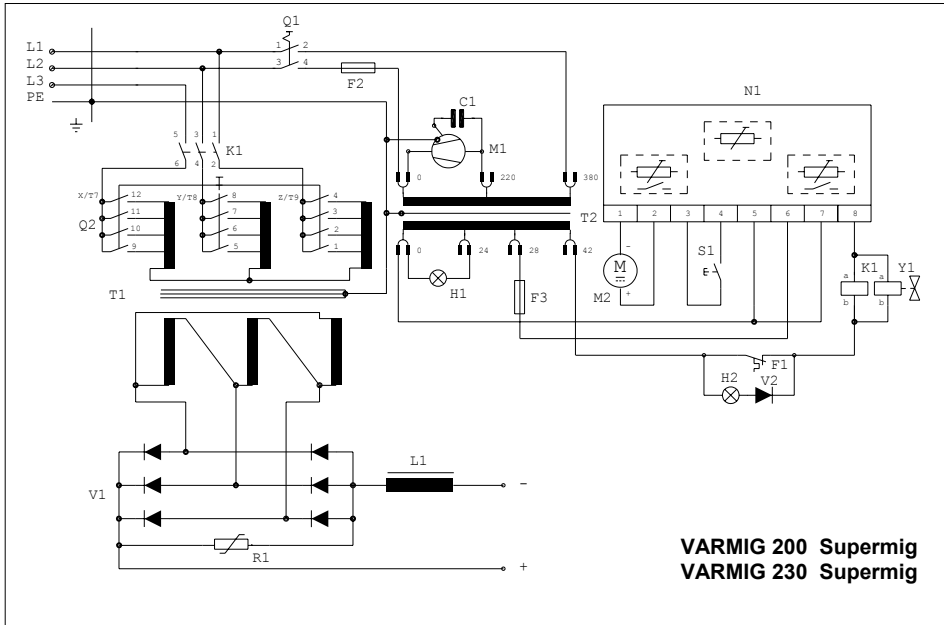 Q1
L1 1 2
L2 3 4
F2
L3
PE
C1
N1
5 3 1
K1
M1
6 4 2
0 220 380
X/T7 12 Y/T8 8 Z/T9 4
11 7 3
Q2 10 6 2
9 5 1
T2
1 2 3 4 5 6 7 8
0 24 28 42
S1
- M +
M2
H1
T1
F3
K1 Y1
a a
b b
F1
H2 V2
L1
V1
-
R1
+
VARMIG 200 Supermig
VARMIG 230 Supermig